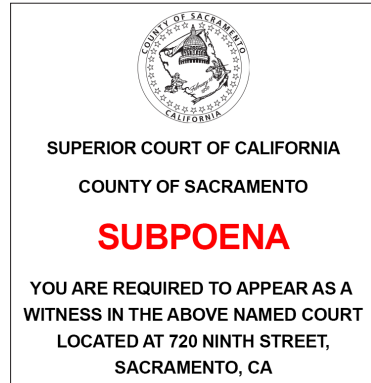 COUNTY OF SACRAMENTO
CALIFORNIA
SUPERIOR COURT OF CALIFORNIA
COUNTY OF SACRAMENTO
SUBPOENA
YOU ARE REQUIRED TO APPEAR AS A
WITNESS IN THE ABOVE NAMED COURT
LOCATED AT 720 NINTH STREET,
SACRAMENTO, CA